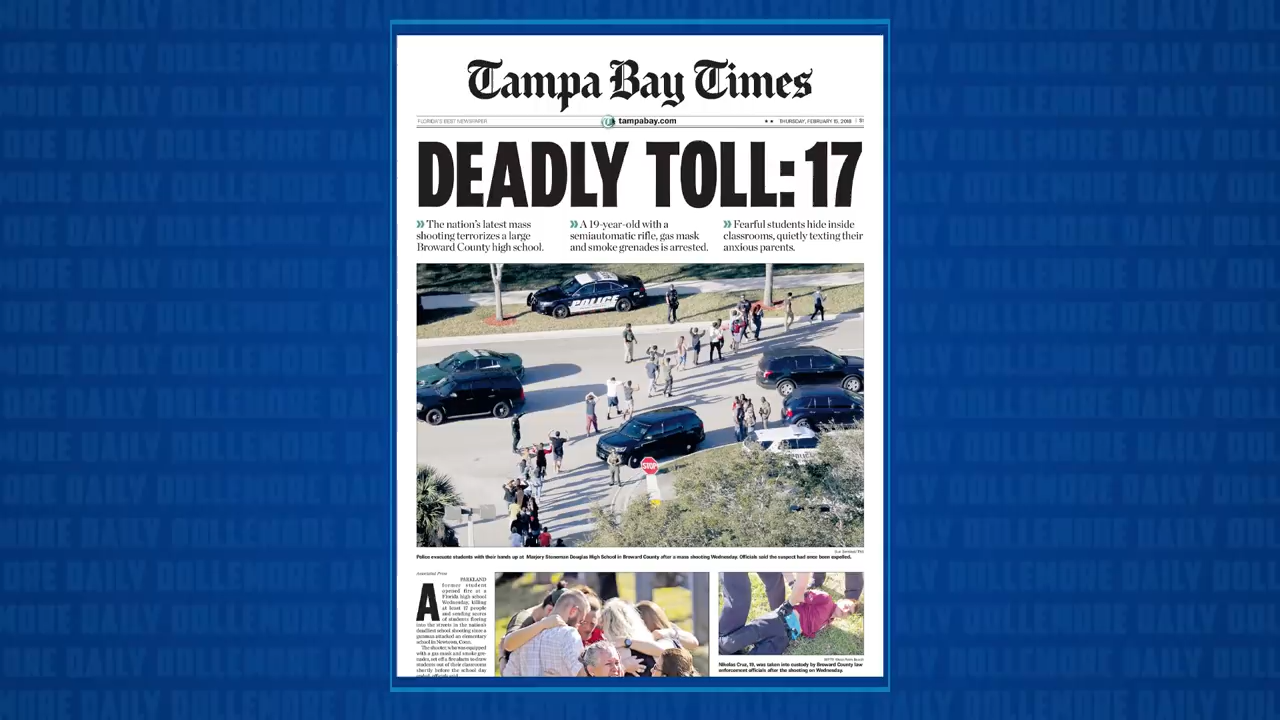 Tampa Bay Times
FLORIDA'S BEST NEWSPAPER
tampabay.com
★★ THURSDAY, FEBRUARY 15, 2018 | $1
DEADLY TOLL: 17
» The nation's latest mass
shooting terrorizes a large
Broward County high school.
» A 19-year-old with a
semiautomatic rifle, gas mask
and smoke grenades is arrested.
» Fearful students hide inside
classrooms, quietly texting their
anxious parents.
POLICE
STOP
Police evacuate students with their hands up at Marjory Stoneman Douglas High School in Broward County after a mass shooting Wednesday. Officials said the suspect had once been expelled.
Associated Press
PARKLAND
A former student
opened fire at a
Florida high school
Wednesday, killing
at least 17 people
and sending scores
of students fleeing
into the streets in the nation's
deadliest school shooting since a
gunman attacked an elementary
school in Newtown, Conn.
The shooter, who was equipped
with a gas mask and smoke gre-
nades, set off a fire alarm to draw
students out of their classrooms
shortly before the school day
Nikolas Cruz, 19, was taken into custody by Broward County law
enforcement officials after the shooting on Wednesday.
DAILY DOLLEMORE